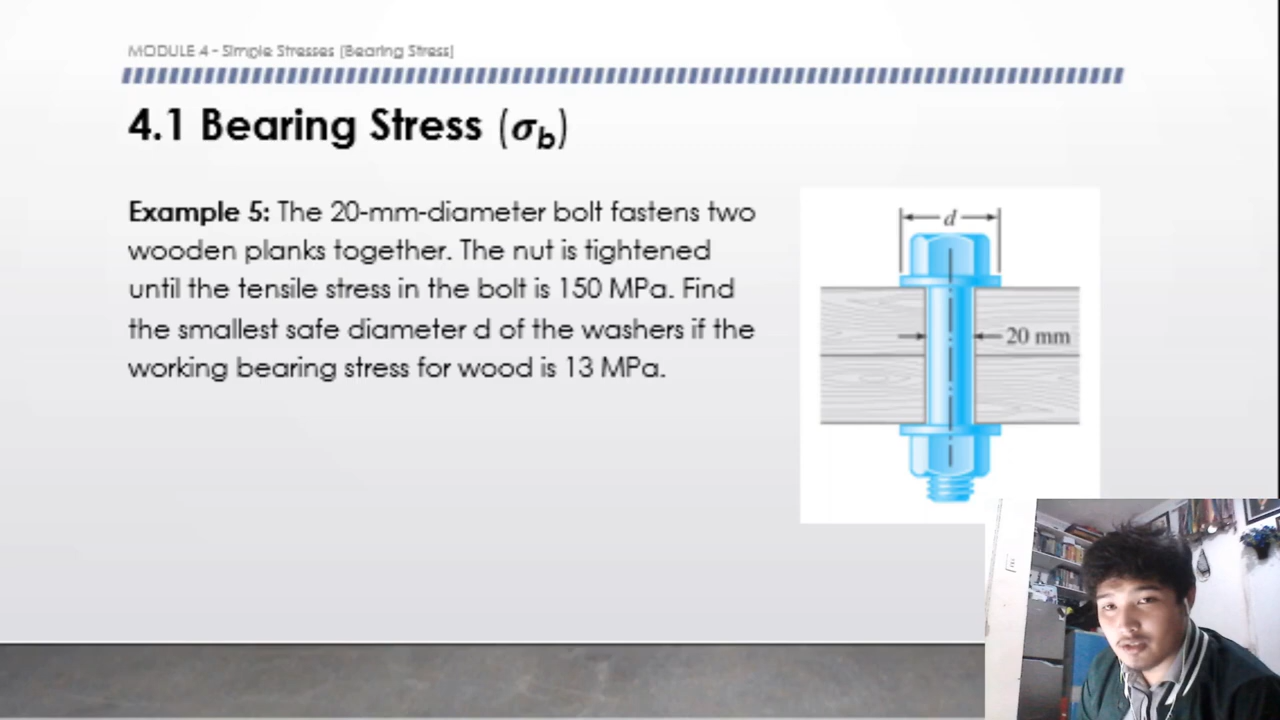 MODULE 4 - Simple Stresses (Bearing Stress)
4.1 Bearing Stress (σb)
Example 5: The 20-mm-diameter bolt fastens two
wooden planks together. The nut is tightened
until the tensile stress in the bolt is 150 MPa. Find
the smallest safe diameter d of the washers if the
working bearing stress for wood is 13 MPa.
d
20 mm